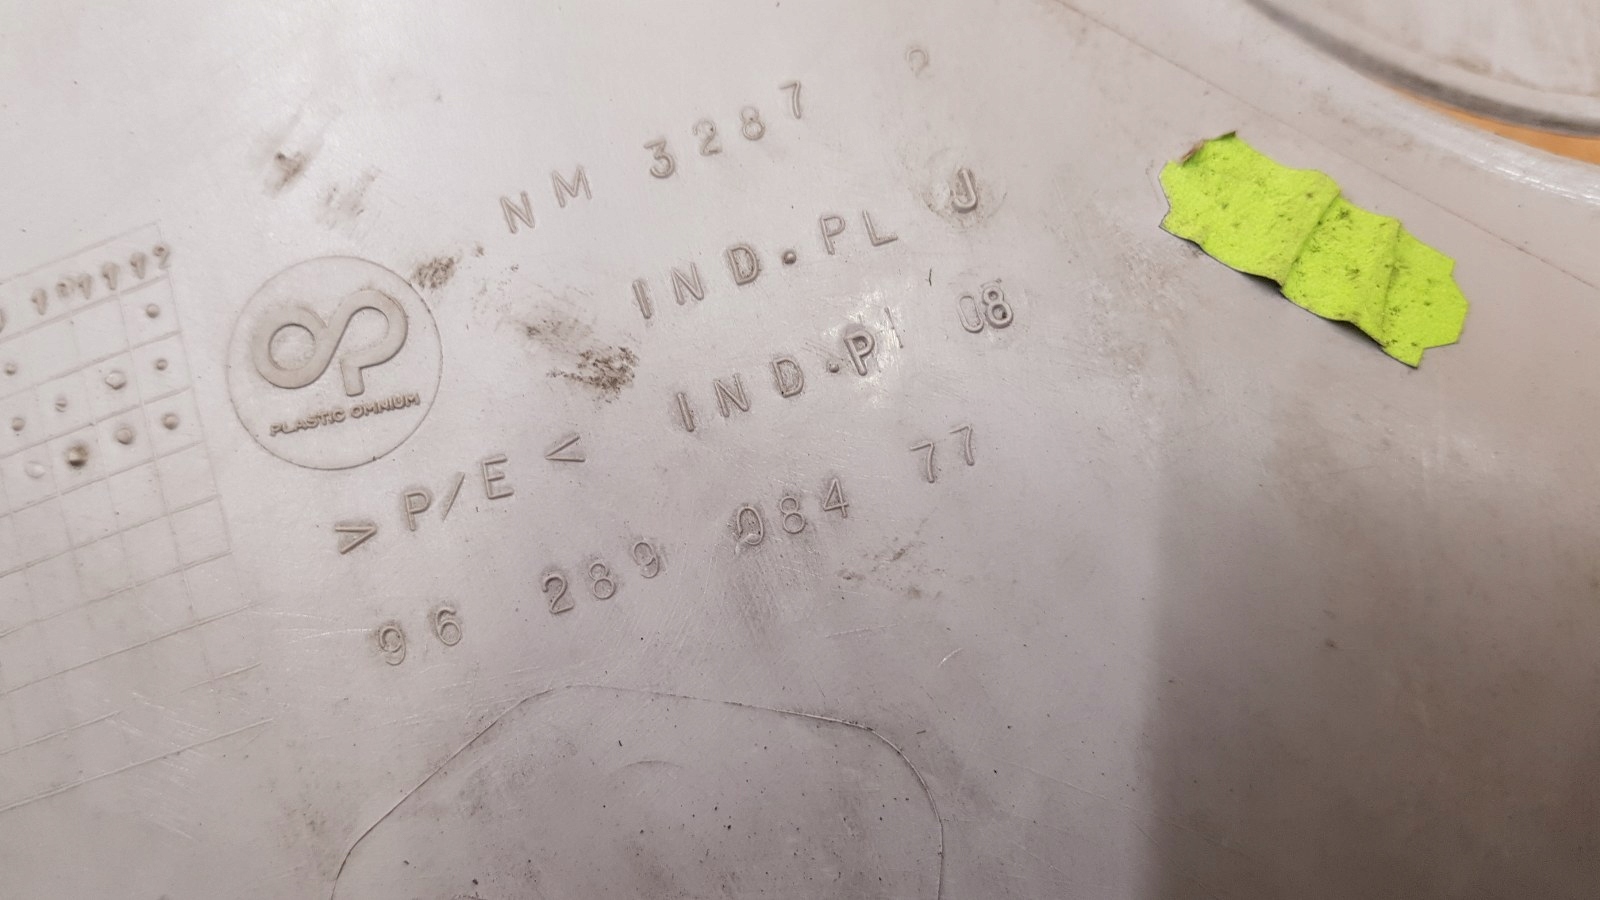 NM 3287
IND.PL J
PLASTIC OMNIUM
IND.PI 08
>P/E<
96 289 084 77